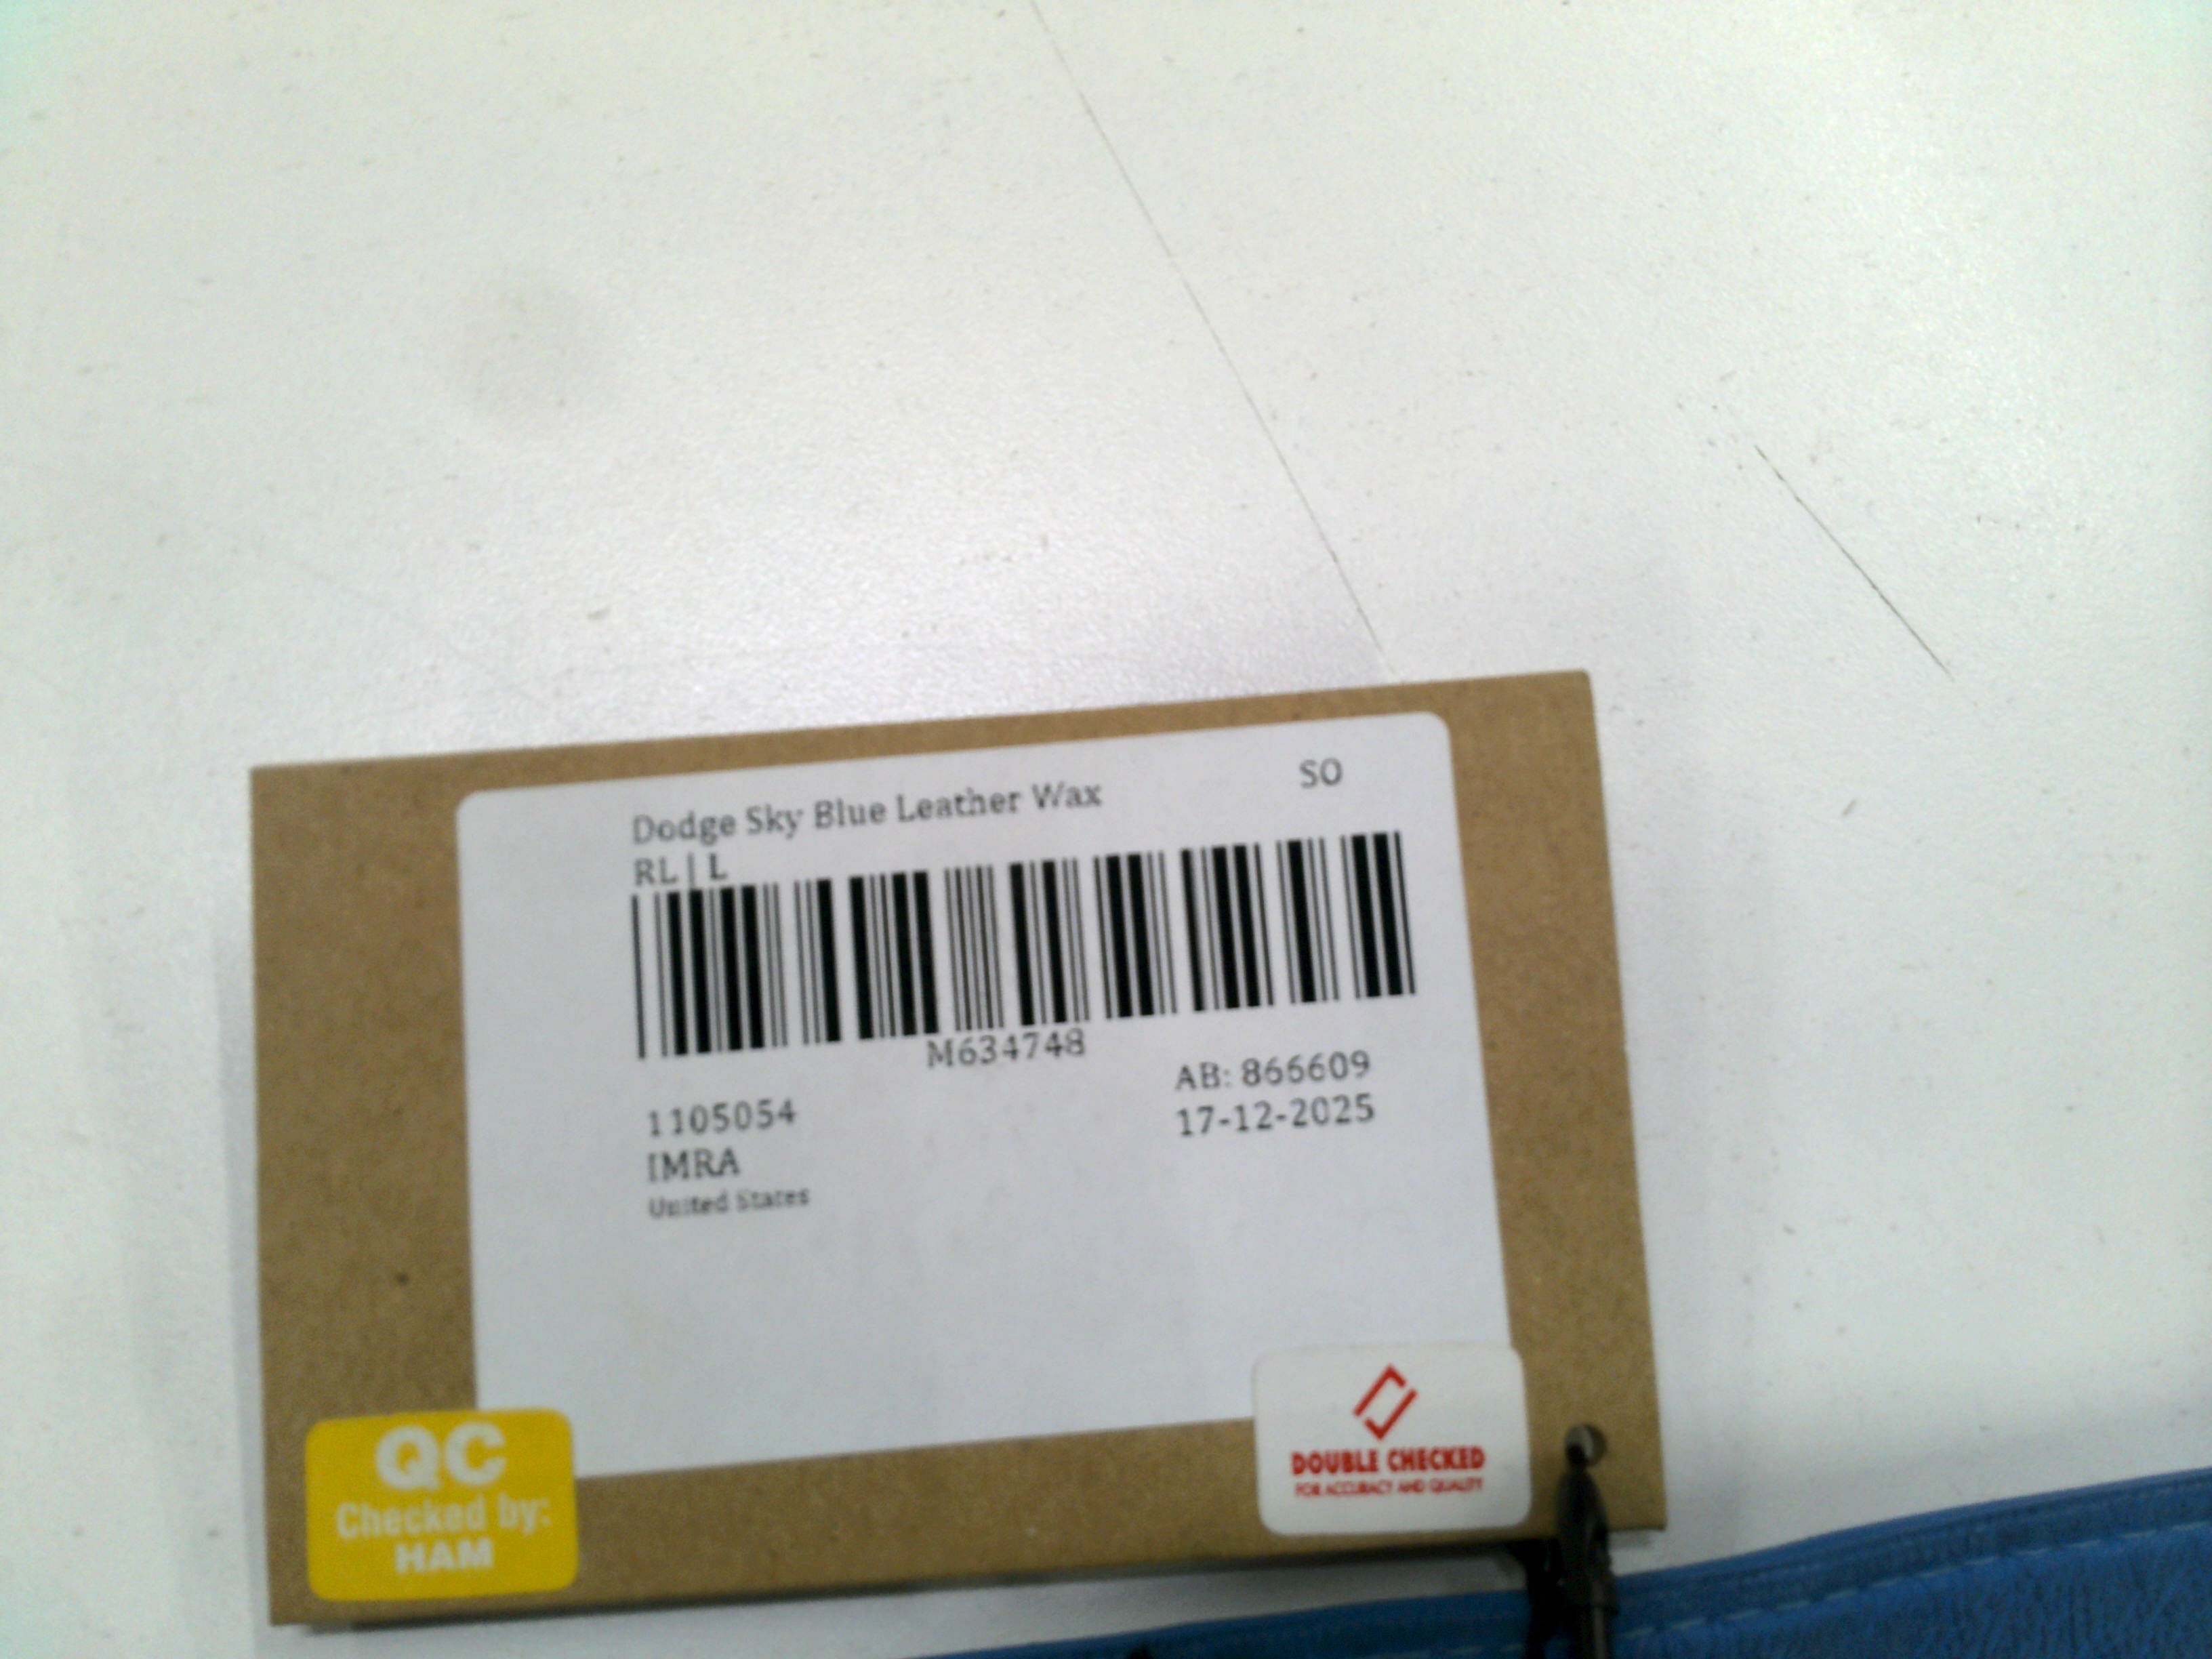 Dodge Sky Blue Leather Wax SO
RL | L
M634748
AB: 866609
1105054
17-12-2025
IMRA
United States
QC
Checked by:
HAM
DOUBLE CHECKED
FOR ACCURACY AND QUALITY